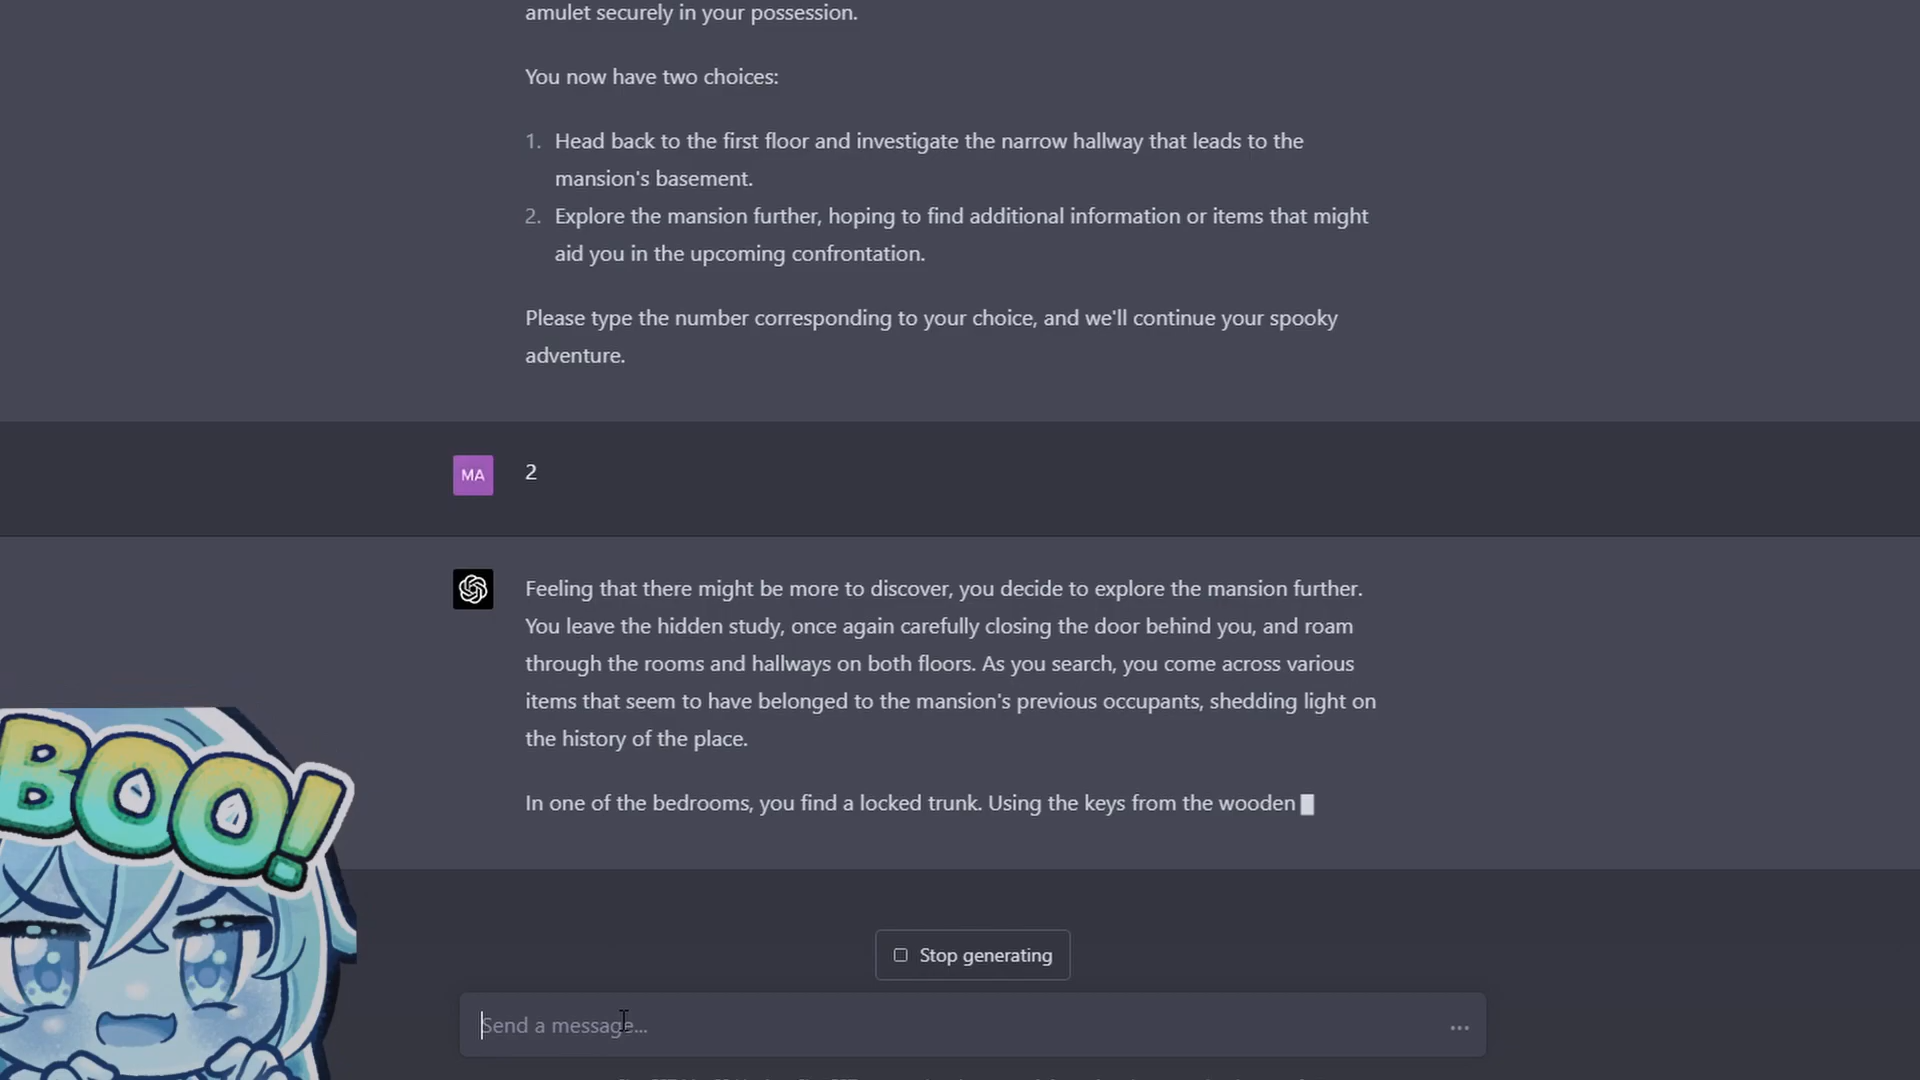 amulet securely in your possession.
You now have two choices:
1. Head back to the first floor and investigate the narrow hallway that leads to the
mansion's basement.
2. Explore the mansion further, hoping to find additional information or items that might
aid you in the upcoming confrontation.
Please type the number corresponding to your choice, and we'll continue your spooky
adventure.
MA
2
Feeling that there might be more to discover, you decide to explore the mansion further.
You leave the hidden study, once again carefully closing the door behind you, and roam
through the rooms and hallways on both floors. As you search, you come across various
items that seem to have belonged to the mansion's previous occupants, shedding light on
the history of the place.
In one of the bedrooms, you find a locked trunk. Using the keys from the wooden
BOO!
Stop generating
Send a message...